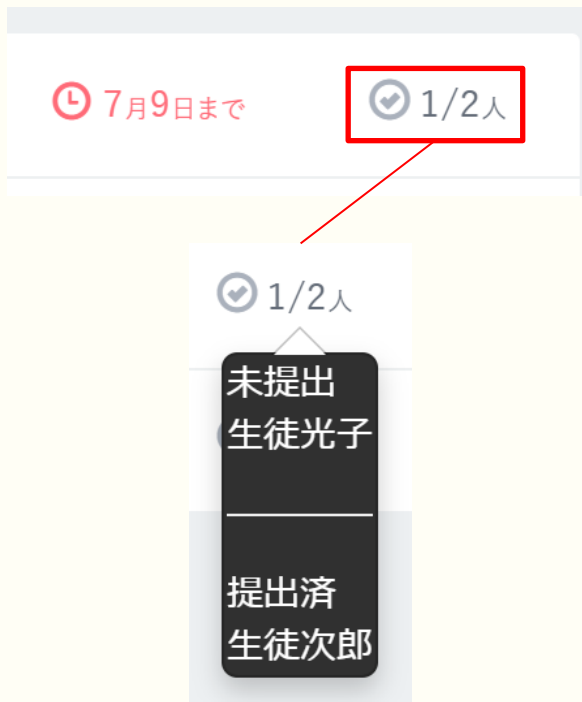 7月9日まで 1/2人
1/2人
未提出
生徒光子
提出済
生徒次郎